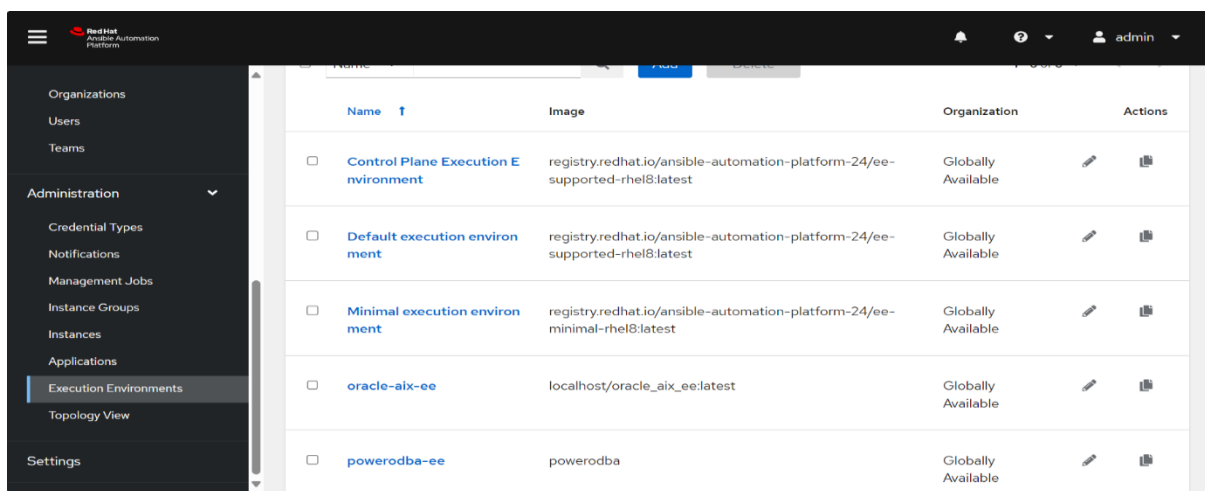 Red Hat
Ansible Automation
Platform
admin
Name
Add
Delete
Organizations
Users
Teams
Administration
Credential Types
Notifications
Management Jobs
Instance Groups
Instances
Applications
Execution Environments
Topology View
Settings
Name Image Organization Actions
Control Plane Execution E registry.redhat.io/ansible-automation-platform-24/ee- Globally
nvironment supported-rhel8:latest Available
Default execution environ registry.redhat.io/ansible-automation-platform-24/ee- Globally
ment supported-rhel8:latest Available
Minimal execution environ registry.redhat.io/ansible-automation-platform-24/ee- Globally
ment minimal-rhel8:latest Available
oracle-aix-ee localhost/oracle_aix_ee:latest Globally
Available
powerodba-ee powerodba Globally
Available